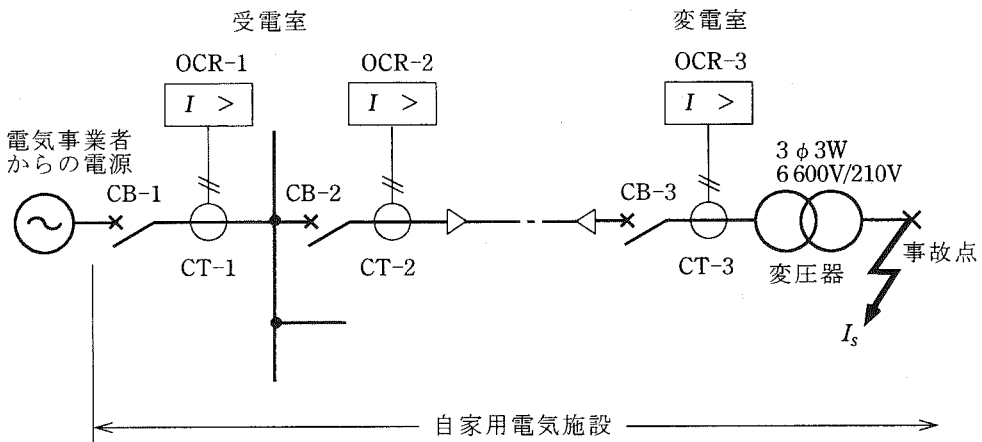 受電室
変電室
OCR-1
OCR-2
OCR-3
I >
I >
I >
電気事業者
からの電源
3φ3W
6600V/210V
CB-1
CB-2
CB-3
CT-1
CT-2
CT-3
変圧器
事故点
Is
自家用電気施設